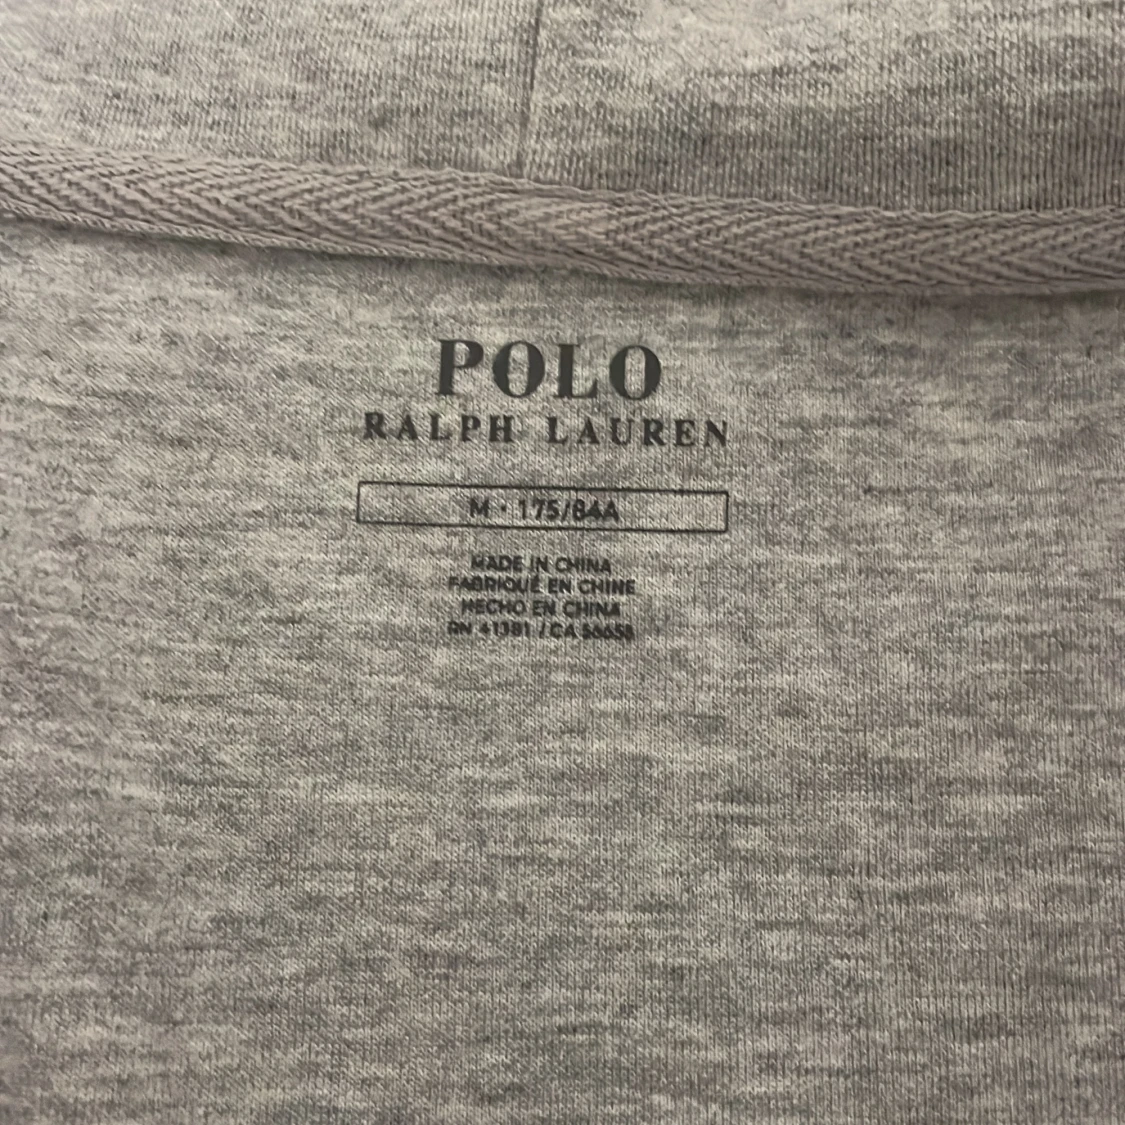 POLO
RALPH LAUREN
M · 175/84A
MADE IN CHINA
FABRIQUÉ EN CHINE
HECHO EN CHINA
RN 41381 / CA 56658